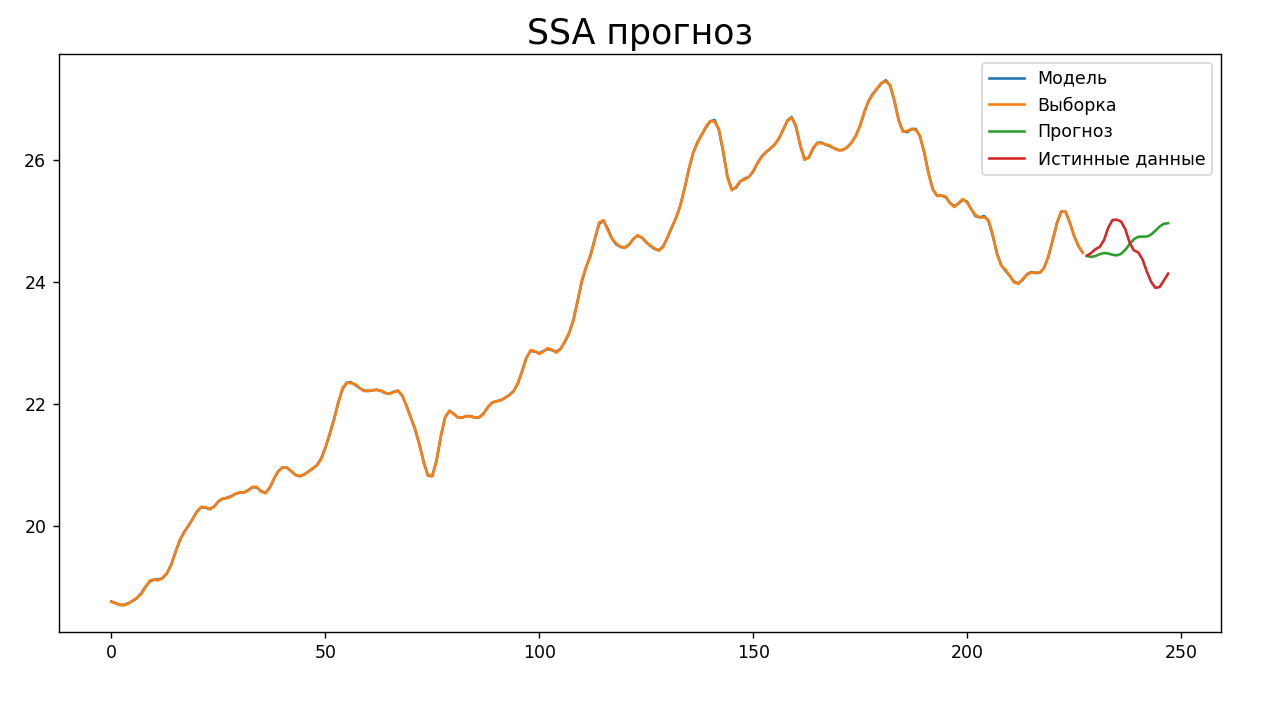 SSA прогноз
Модель
Выборка
Прогноз
Истинные данные
26
24
22
20
0 50 100 150 200 250